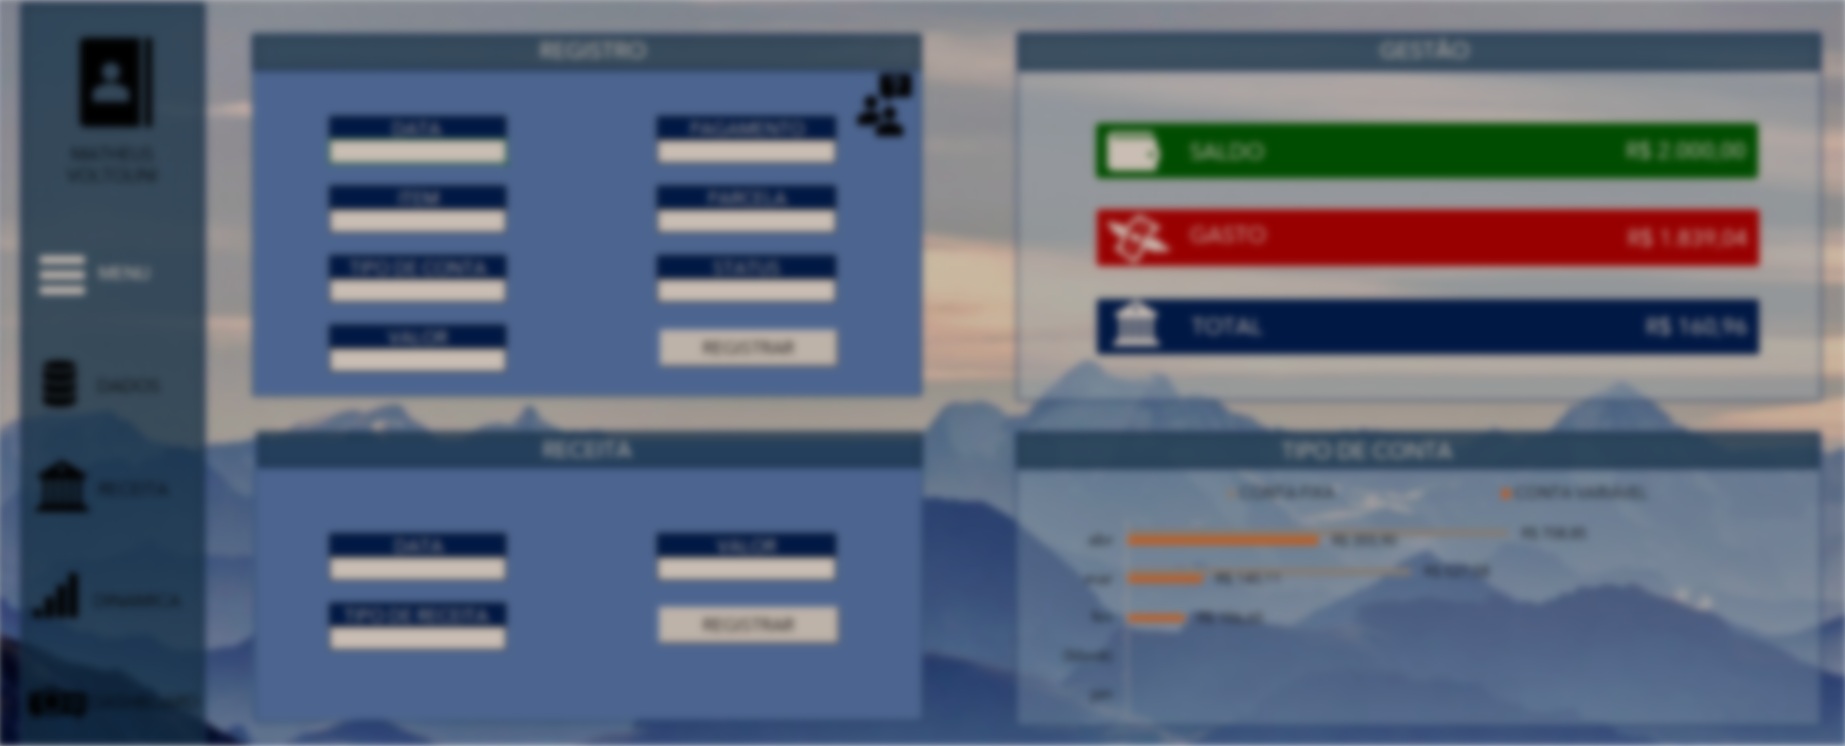 MATHEUS
VOLTOLINI
MENU
DADOS
RECEITA
DINAMICA
REGISTRO
DATA
PAGAMENTO
ITEM
PARCELA
TIPO DE CONTA
STATUS
VALOR
REGISTRAR
RECEITA
DATA
VALOR
TIPO DE RECEITA
REGISTRAR
GESTÃO
SALDO R$ 2.000,00
GASTO R$ 1.839,04
TOTAL R$ 160,96
TIPO DE CONTA
CONTA FIXA CONTA VARIÁVEL